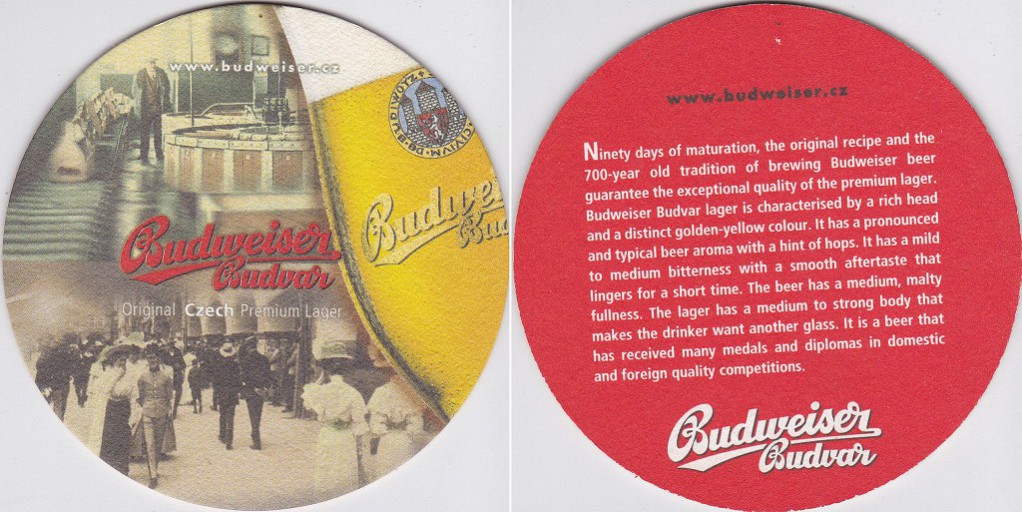 www.budweiser.cz
Budweiser
Budvar
Original Czech Premium Lager
www.budweiser.cz
Ninety days of maturation, the original recipe and the
700-year old tradition of brewing Budweiser beer
guarantee the exceptional quality of the premium lager.
Budweiser Budvar lager is characterised by a rich head
and a distinct golden-yellow colour. It has a pronounced
and typical beer aroma with a hint of hops. It has a mild
to medium bitterness with a smooth aftertaste that
lingers for a short time. The beer has a medium, malty
fullness. The lager has a medium to strong body that
makes the drinker want another glass. It is a beer that
has received many medals and diplomas in domestic
and foreign quality competitions.
Budweiser
Budvar